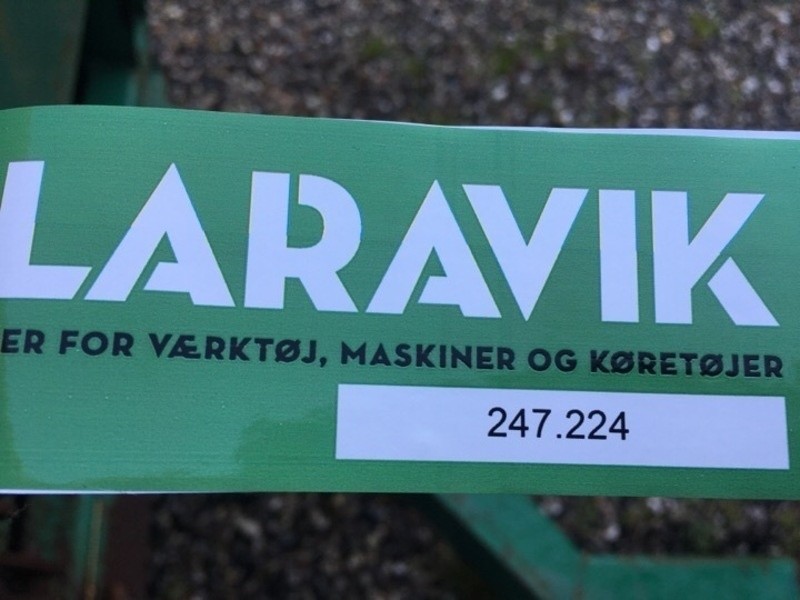 LARAVIK
ER FOR VÆRKTØJ, MASKINER OG KØRETØJER
247.224